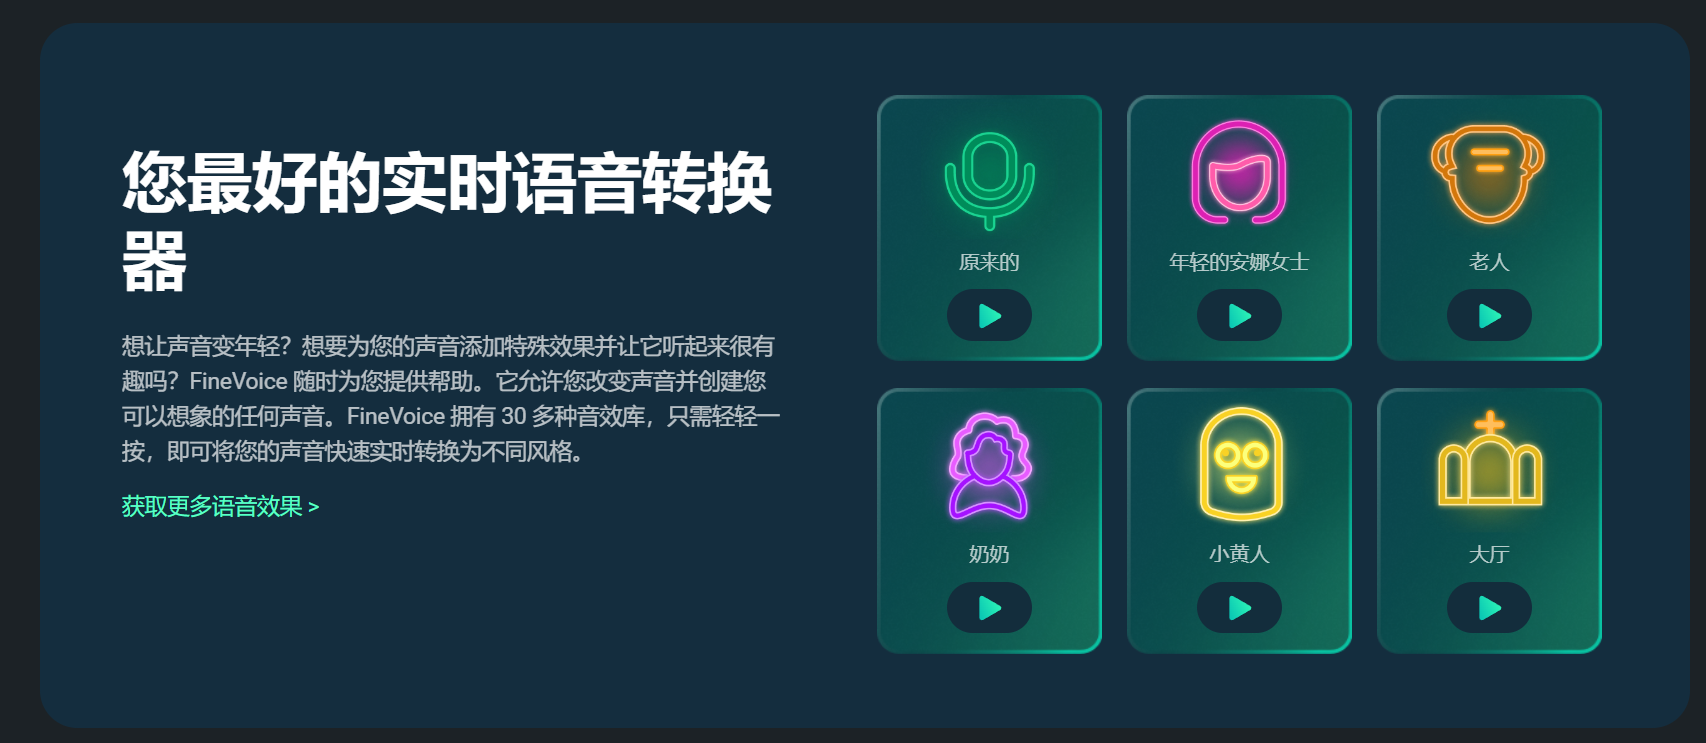 您最好的实时语音转换
器
想让声音变年轻？想要为您的声音添加特殊效果并让它听起来很有
趣吗？FineVoice 随时为您提供帮助。它允许您改变声音并创建您
可以想象的任何声音。FineVoice 拥有 30 多种音效库，只需轻轻一
按，即可将您的声音快速实时转换为不同风格。
获取更多语音效果 >
原来的
年轻的安娜女士
老人
奶奶
小黄人
大厅